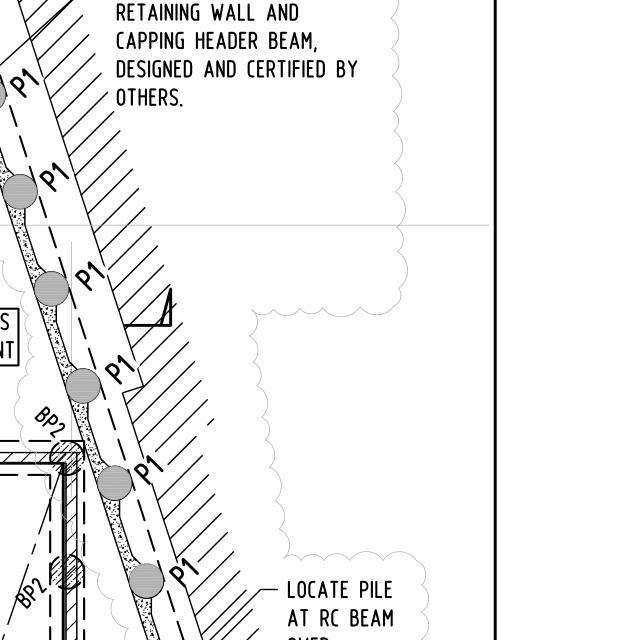 RETAINING WALL AND
CAPPING HEADER BEAM,
DESIGNED AND CERTIFIED BY
OTHERS.
P1
P1
P1
P1
P1
P1
BP2
BP2
S
NT
LOCATE PILE
AT RC BEAM